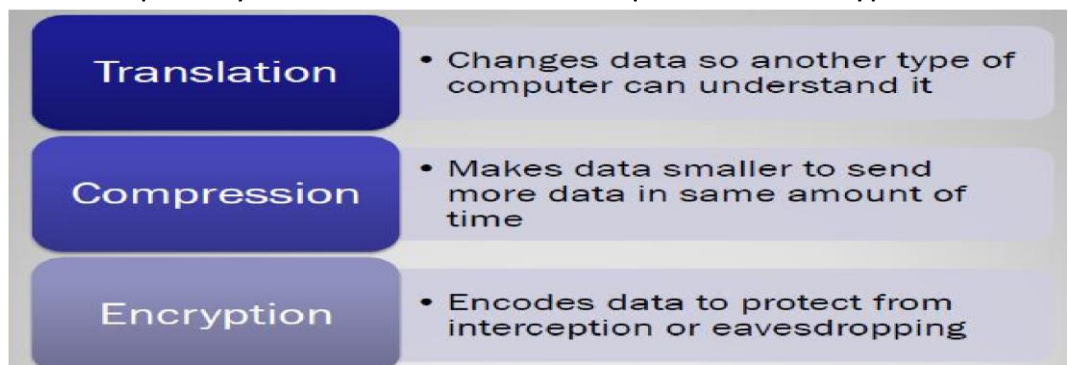 Translation
• Changes data so another type of
computer can understand it
Compression
• Makes data smaller to send
more data in same amount of
time
Encryption
• Encodes data to protect from
interception or eavesdropping